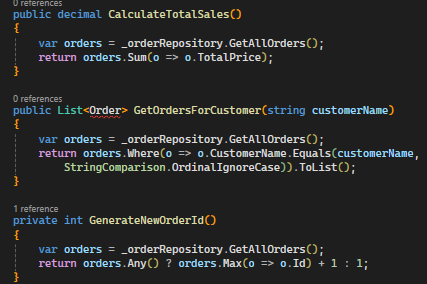 0 references
public decimal CalculateTotalSales()
{
var orders = _orderRepository.GetAllOrders();
return orders.Sum(o => o.TotalPrice);
}
0 references
public List<Order> GetOrdersForCustomer(string customerName)
{
var orders = _orderRepository.GetAllOrders();
return orders.Where(o => o.CustomerName.Equals(customerName,
StringComparison.OrdinalIgnoreCase)).ToList();
}
1 reference
private int GenerateNewOrderId()
{
var orders = _orderRepository.GetAllOrders();
return orders.Any() ? orders.Max(o => o.Id) + 1 : 1;
}